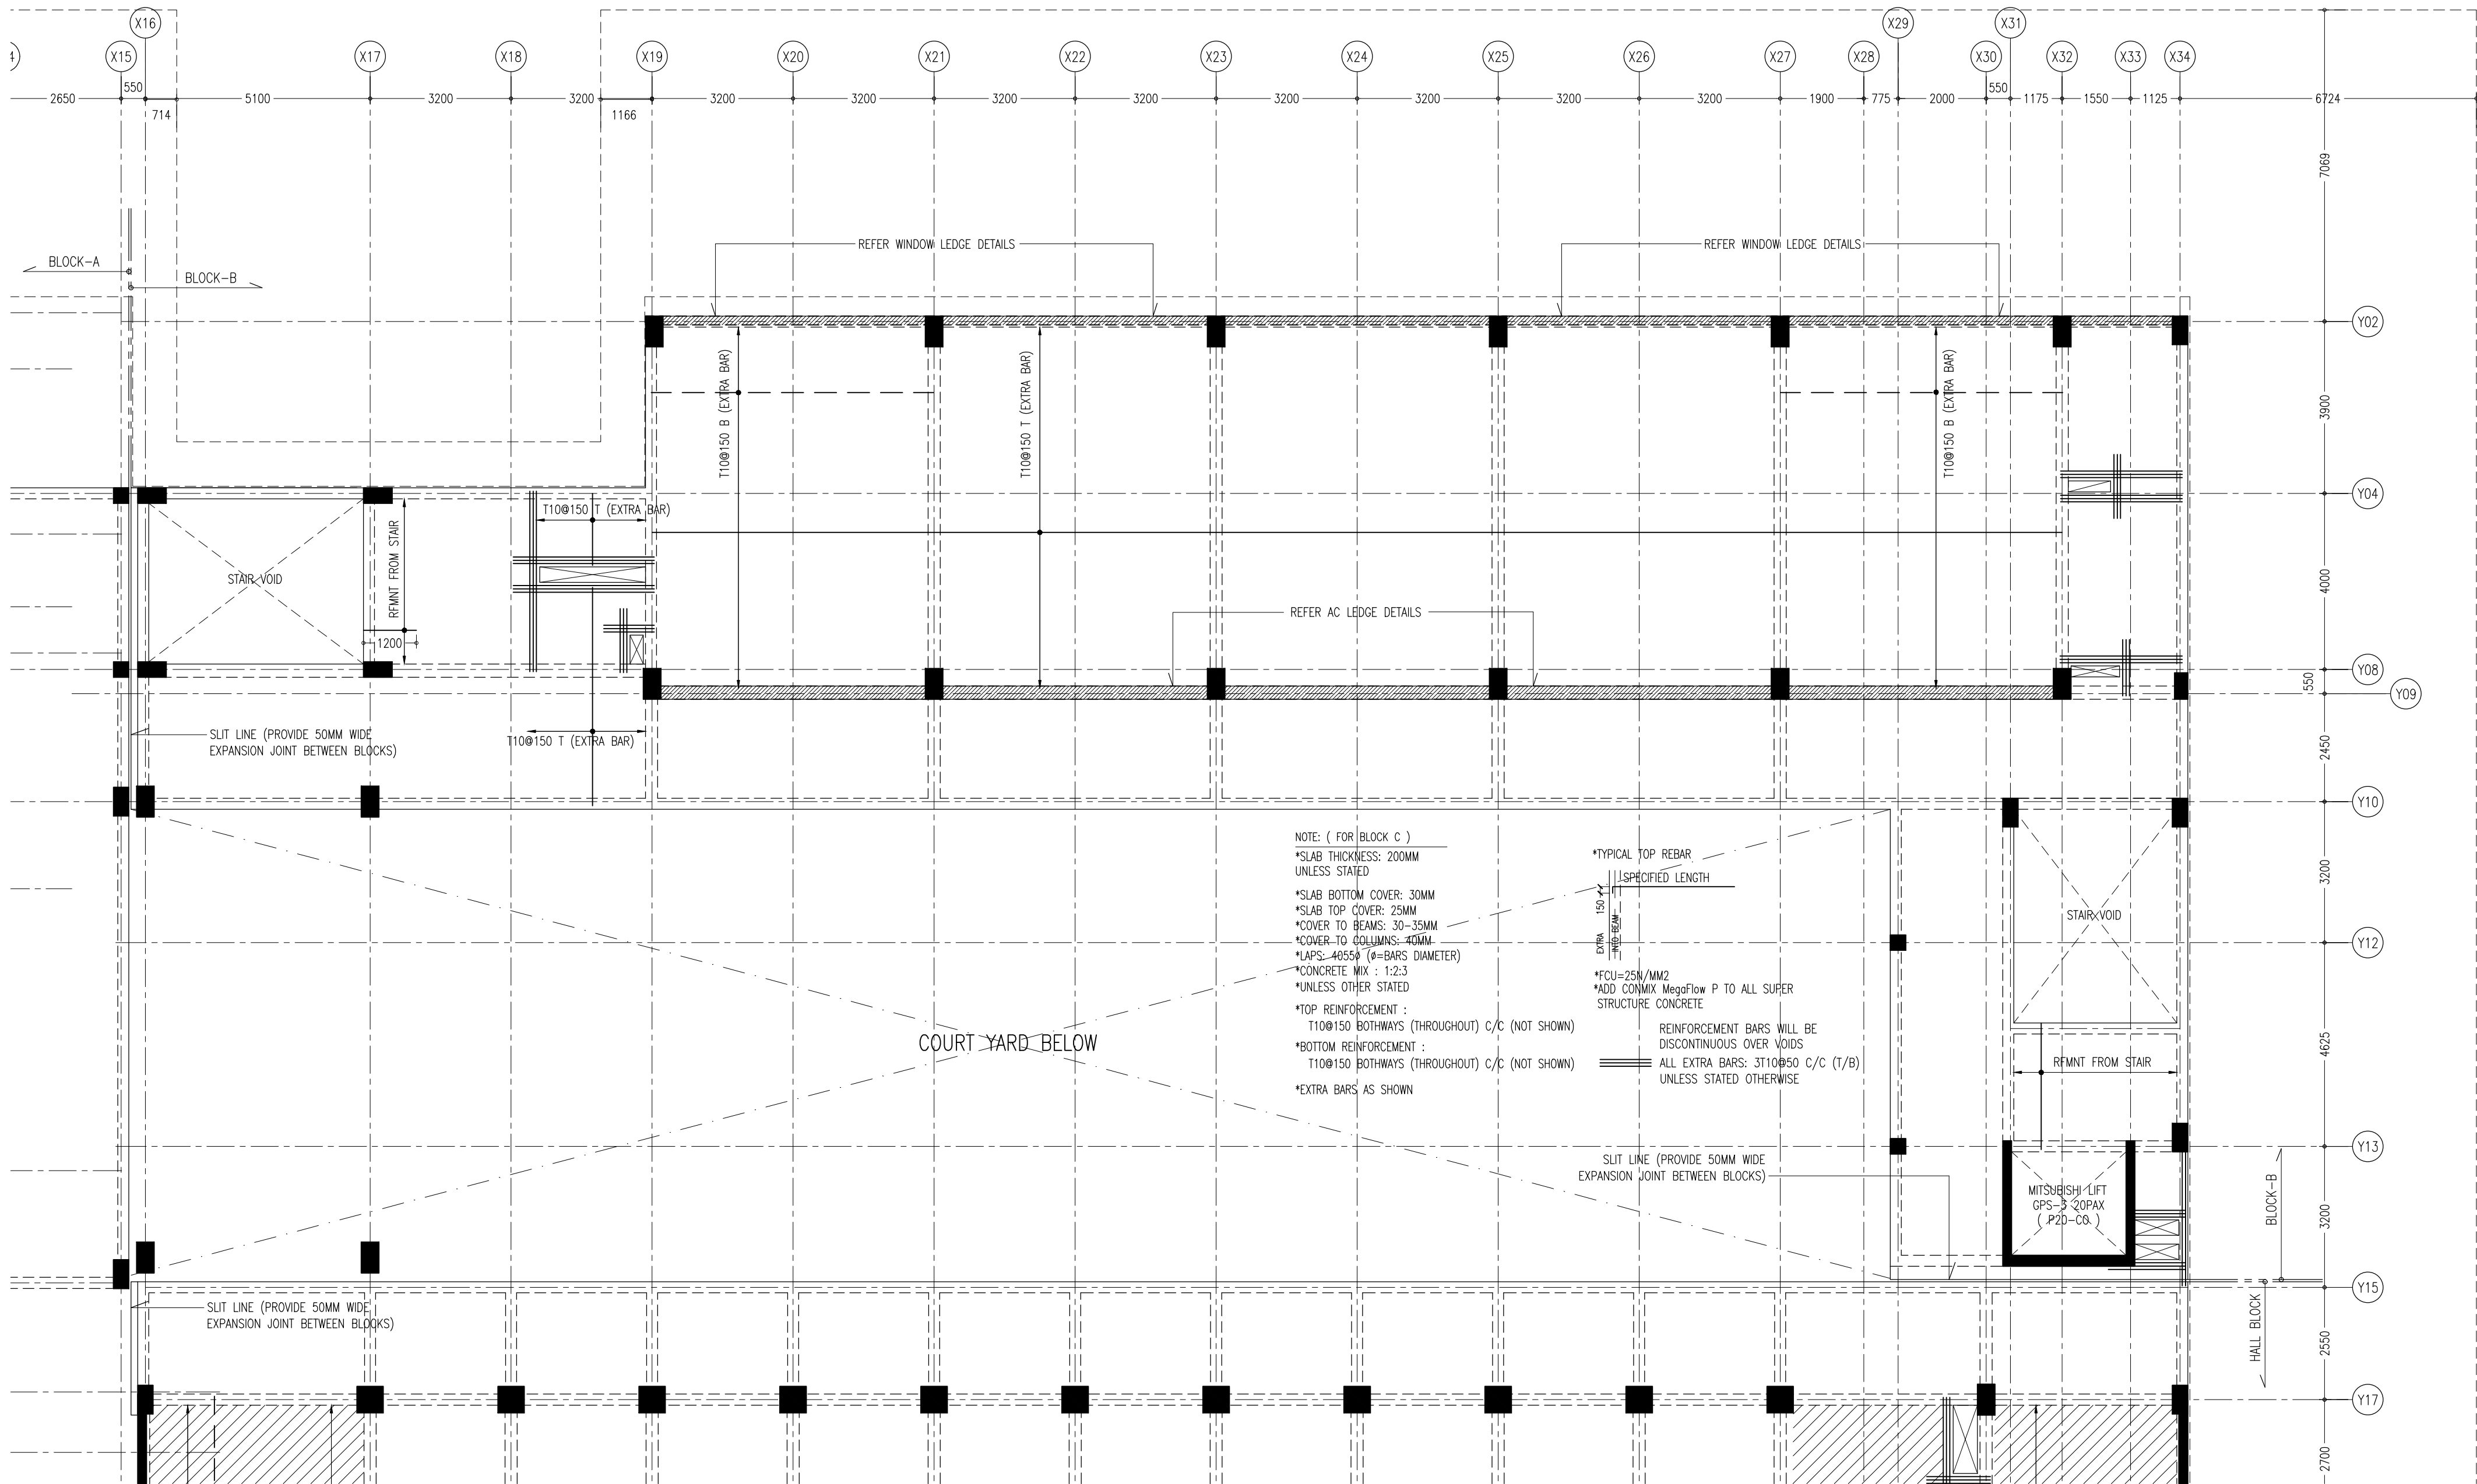 X16
X29
X31
4
X15
X17
X18
X19
X20
X21
X22
X23
X24
X25
X26
X27
X28
X30
X32
X33
X34
550
550
2650
5100
3200
3200
3200
3200
3200
3200
3200
3200
3200
3200
1900
775
2000
1175
1550
1125
6724
714
1166
7069
REFER WINDOW LEDGE DETAILS
REFER WINDOW LEDGE DETAILS
BLOCK-A
BLOCK-B
Y02
T10@150 B (EXTRA BAR)
T10@150 T (EXTRA BAR)
T10@150 B (EXTRA BAR)
3900
Y04
T10@150 T (EXTRA BAR)
RFMNT FROM STAIR
STAIR VOID
4000
REFER AC LEDGE DETAILS
1200
Y08
550
Y09
SLIT LINE (PROVIDE 50MM WIDE
EXPANSION JOINT BETWEEN BLOCKS)
T10@150 T (EXTRA BAR)
2450
Y10
NOTE: ( FOR BLOCK C )
*SLAB THICKNESS: 200MM
UNLESS STATED
*SLAB BOTTOM COVER: 30MM
*SLAB TOP COVER: 25MM
*COVER TO BEAMS: 30-35MM
*COVER TO COLUMNS: 40MM
*LAPS: 40550 (ø=BARS DIAMETER)
*CONCRETE MIX : 1:2:3
*UNLESS OTHER STATED
*TOP REINFORCEMENT :
T10@150 BOTHWAYS (THROUGHOUT) C/C (NOT SHOWN)
*BOTTOM REINFORCEMENT :
T10@150 BOTHWAYS (THROUGHOUT) C/C (NOT SHOWN)
*EXTRA BARS AS SHOWN
*TYPICAL TOP REBAR
SPECIFIED LENGTH
EXTRA 150
INTO BEAM
*FCU=25N/MM2
*ADD CONMIX MegaFlow P TO ALL SUPER
STRUCTURE CONCRETE
REINFORCEMENT BARS WILL BE
DISCONTINUOUS OVER VOIDS
ALL EXTRA BARS: 3T10@50 C/C (T/B)
UNLESS STATED OTHERWISE
3200
STAIR VOID
Y12
COURT YARD BELOW
4625
RFMNT FROM STAIR
Y13
SLIT LINE (PROVIDE 50MM WIDE
EXPANSION JOINT BETWEEN BLOCKS)
MITSUBISHI LIFT
GPS-3 20PAX
( P20-CO )
BLOCK-B
3200
Y15
SLIT LINE (PROVIDE 50MM WIDE
EXPANSION JOINT BETWEEN BLOCKS)
HALL BLOCK
2550
Y17
2700